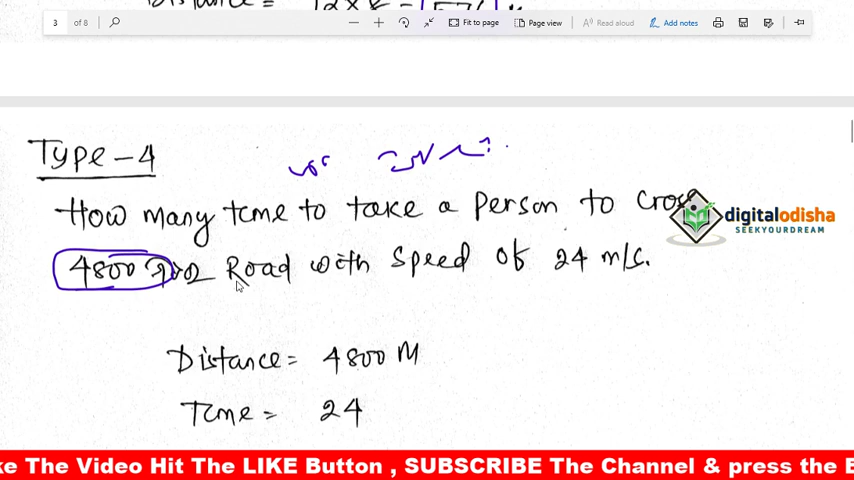 3 of 8
Fit to page
Page view
Read aloud
Add notes
Type-4
How many tcme to take a Person to Cross
digitalodisha
SEEKYOURDREAM
4800 Road with Speed of 24 m/s.
Distance = 4800 M
Tcme = 24
ke The Video Hit The LIKE Button , SUBSCRIBE The Channel & press the B